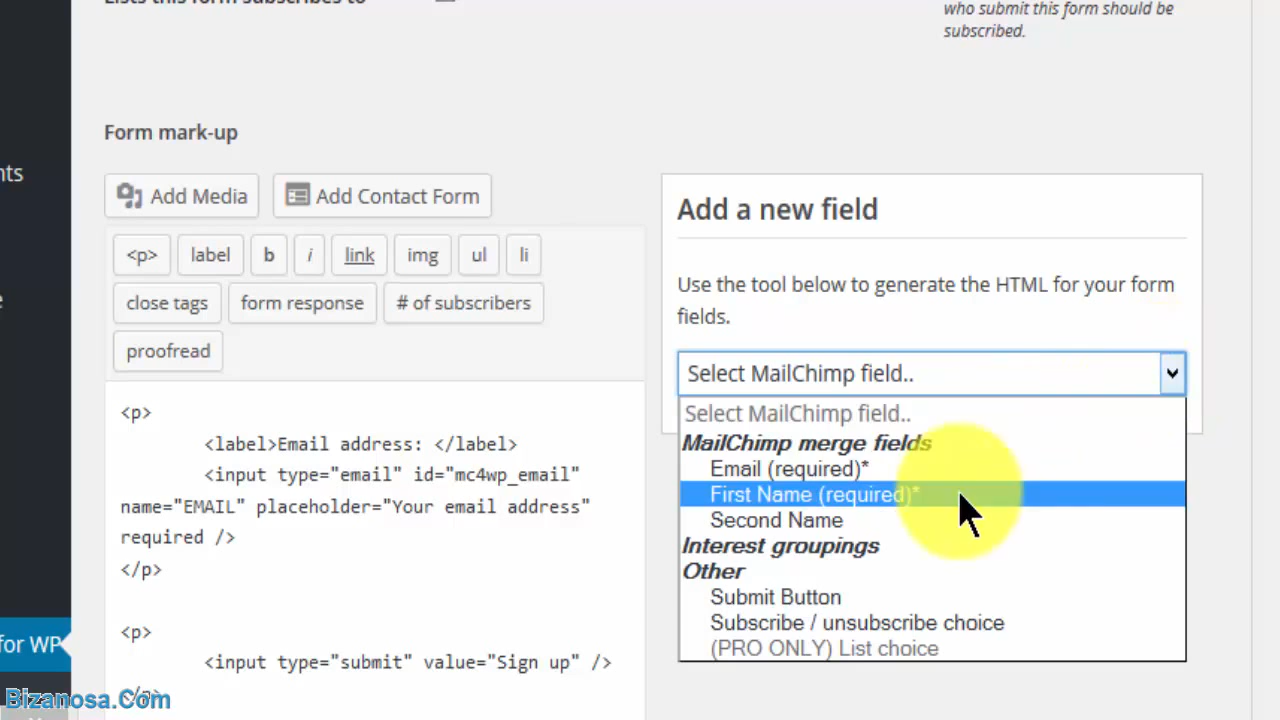 Lists this form subscribes to
who submit this form should be
subscribed.
Form mark-up
nts
Add Media
Add Contact Form
<p>
label
b
i
link
img
ul
li
close tags
form response
# of subscribers
proofread
<p>
<label>Email address: </label>
<input type="email" id="mc4wp_email"
name="EMAIL" placeholder="Your email address"
required />
</p>
<p>
<input type="submit" value="Sign up" />
</p>
Add a new field
Use the tool below to generate the HTML for your form
fields.
Select MailChimp field..
Select MailChimp field..
MailChimp merge fields
Email (required)*
First Name (required)*
Second Name
Interest groupings
Other
Submit Button
Subscribe / unsubscribe choice
(PRO ONLY) List choice
e
for WP
Bizanosa.Com